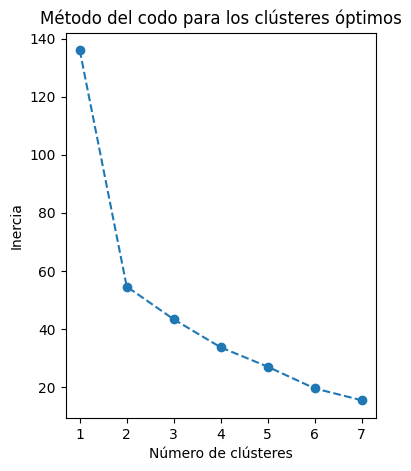 Método del codo para los clústeres óptimos
140
120
100
80
60
40
20
Inercia
1 2 3 4 5 6 7
Número de clústeres